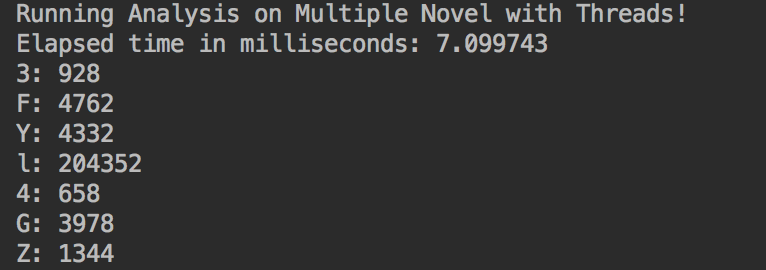 Running Analysis on Multiple Novel with Threads!
Elapsed time in milliseconds: 7.099743
3: 928
F: 4762
Y: 4332
l: 204352
4: 658
G: 3978
Z: 1344